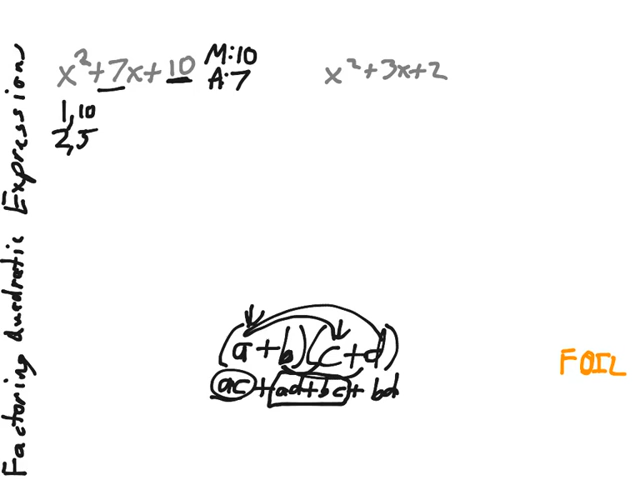 Factoring Quadratic Expressions
x²+7x+10
M:10
A:7
1,10
2,5
x²+3x+2
(a+b)(c+d)
ac+ad+bc+bd
FOIL